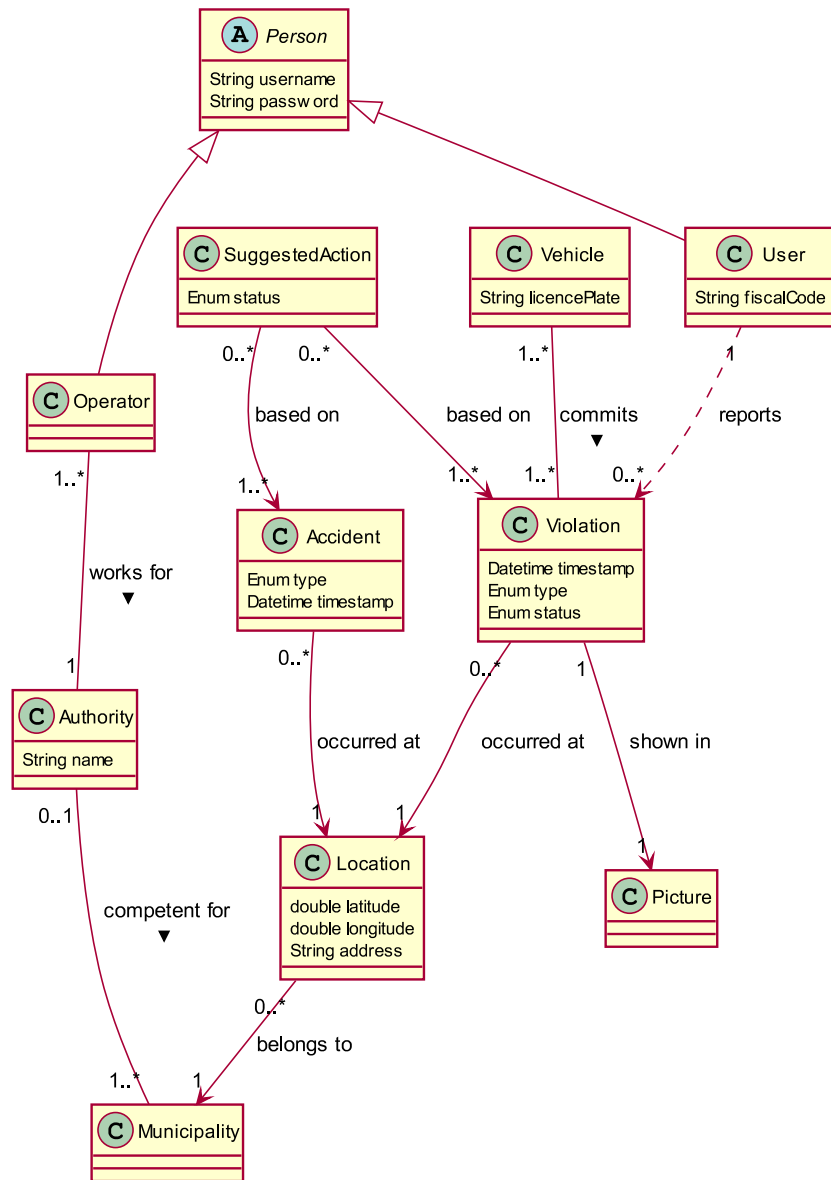 A Person
String username
String password
C SuggestedAction
Enum status
C Vehicle
String licencePlate
C User
String fiscalCode
0..*
0..*
1..*
1
C Operator
based on
based on
commits
▼
reports
1..*
1..*
1..*
1..*
0..*
C Accident
Enum type
Datetime timestamp
C Violation
Datetime timestamp
Enum type
Enum status
works for
▼
1
0..*
0..*
1
C Authority
String name
occurred at
occurred at
shown in
0..1
1
1
1
C Location
double latitude
double longitude
String address
C Picture
competent for
▼
0..*
belongs to
1..*
1
C Municipality